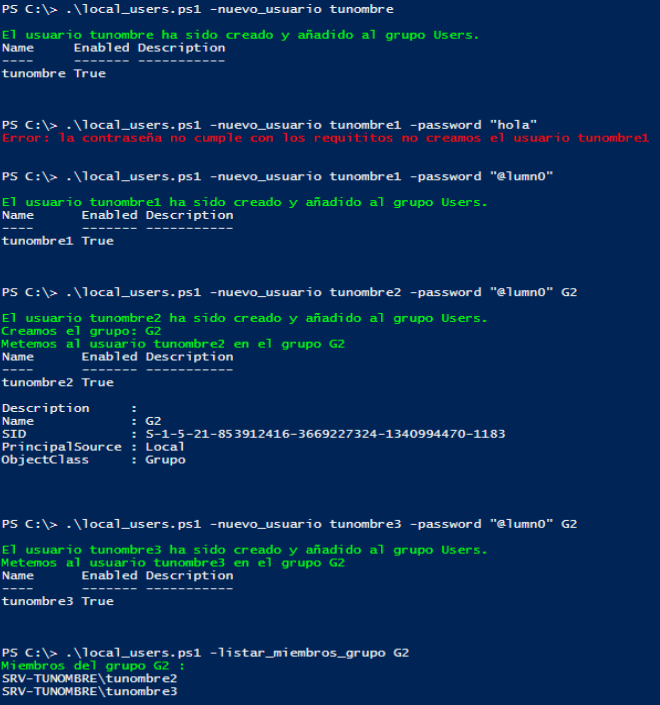 PS C:\> .\local_users.ps1 -nuevo_usuario tunombre
El usuario tunombre ha sido creado y añadido al grupo Users.
Name     Enabled Description
----     ------- -----------
tunombre True
PS C:\> .\local_users.ps1 -nuevo_usuario tunombre1 -password "hola"
Error: la contraseña no cumple con los requititos no creamos el usuario tunombre1
PS C:\> .\local_users.ps1 -nuevo_usuario tunombre1 -password "@lumn0"
El usuario tunombre1 ha sido creado y añadido al grupo Users.
Name      Enabled Description
----      ------- -----------
tunombre1 True
PS C:\> .\local_users.ps1 -nuevo_usuario tunombre2 -password "@lumn0" G2
El usuario tunombre2 ha sido creado y añadido al grupo Users.
Creamos el grupo: G2
Metemos al usuario tunombre2 en el grupo G2
Name      Enabled Description
----      ------- -----------
tunombre2 True
Description     :
Name            : G2
SID             : S-1-5-21-853912416-3669227324-1340994470-1183
PrincipalSource : Local
ObjectClass     : Grupo
PS C:\> .\local_users.ps1 -nuevo_usuario tunombre3 -password "@lumn0" G2
El usuario tunombre3 ha sido creado y añadido al grupo Users.
Metemos al usuario tunombre3 en el grupo G2
Name      Enabled Description
----      ------- -----------
tunombre3 True
PS C:\> .\local_users.ps1 -listar_miembros_grupo G2
Miembros del grupo G2 :
SRV-TUNOMBRE\tunombre2
SRV-TUNOMBRE\tunombre3